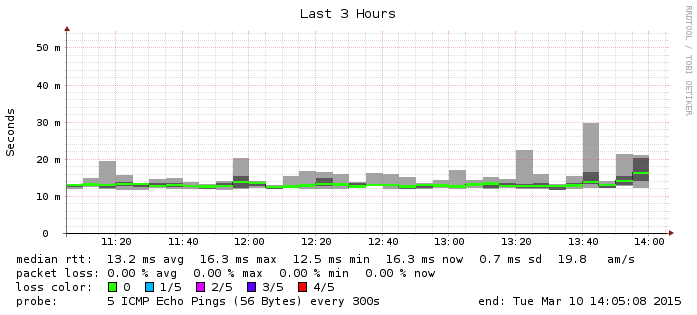 Last 3 Hours
RRDTOOL / TOBI OETIKER
Seconds
50 m
40 m
30 m
20 m
10 m
0
11:20 11:40 12:00 12:20 12:40 13:00 13:20 13:40 14:00
median rtt: 13.2 ms avg 16.3 ms max 12.5 ms min 16.3 ms now 0.7 ms sd 19.8 am/s
packet loss: 0.00 % avg 0.00 % max 0.00 % min 0.00 % now
loss color: 0 1/5 2/5 3/5 4/5
probe: 5 ICMP Echo Pings (56 Bytes) every 300s end: Tue Mar 10 14:05:08 2015